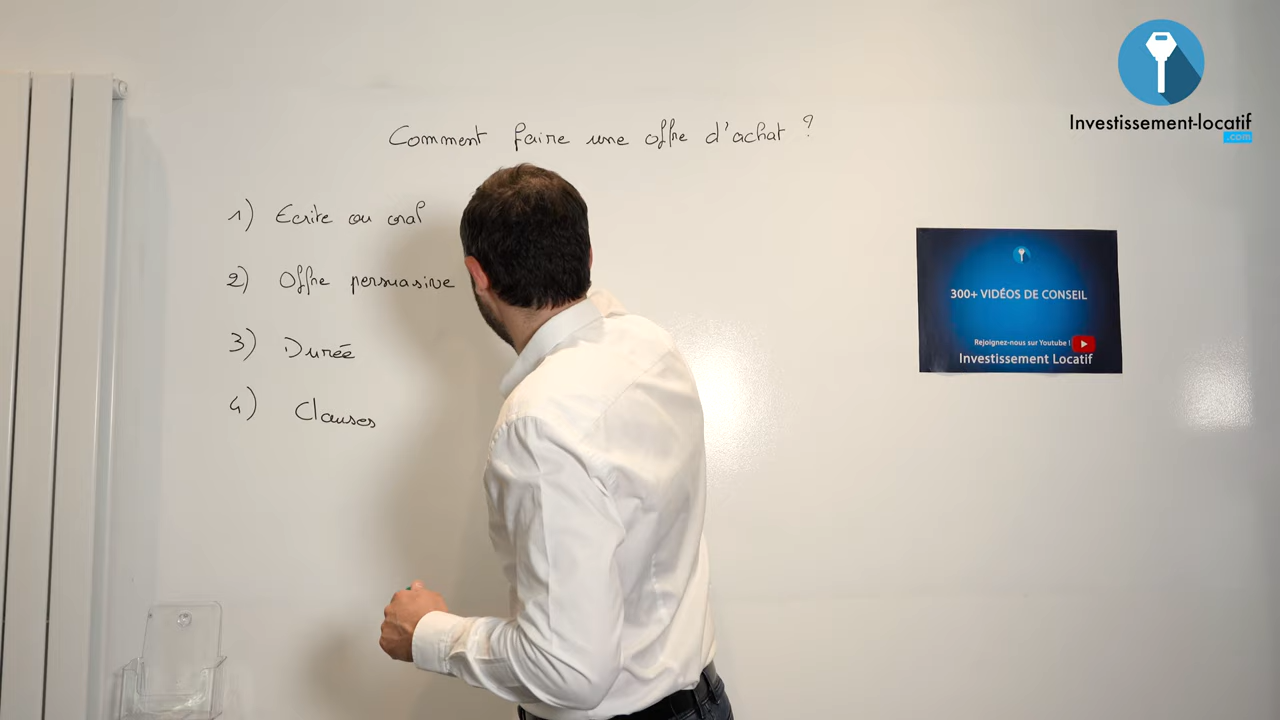 Investissement-locatif
.com
Comment faire une offre d'achat ?
1) Ecrite ou oral
2) Offre persuasive
3) Durée
4) Clauses
300+ VIDÉOS DE CONSEIL
Rejoignez-nous sur Youtube !
Investissement Locatif